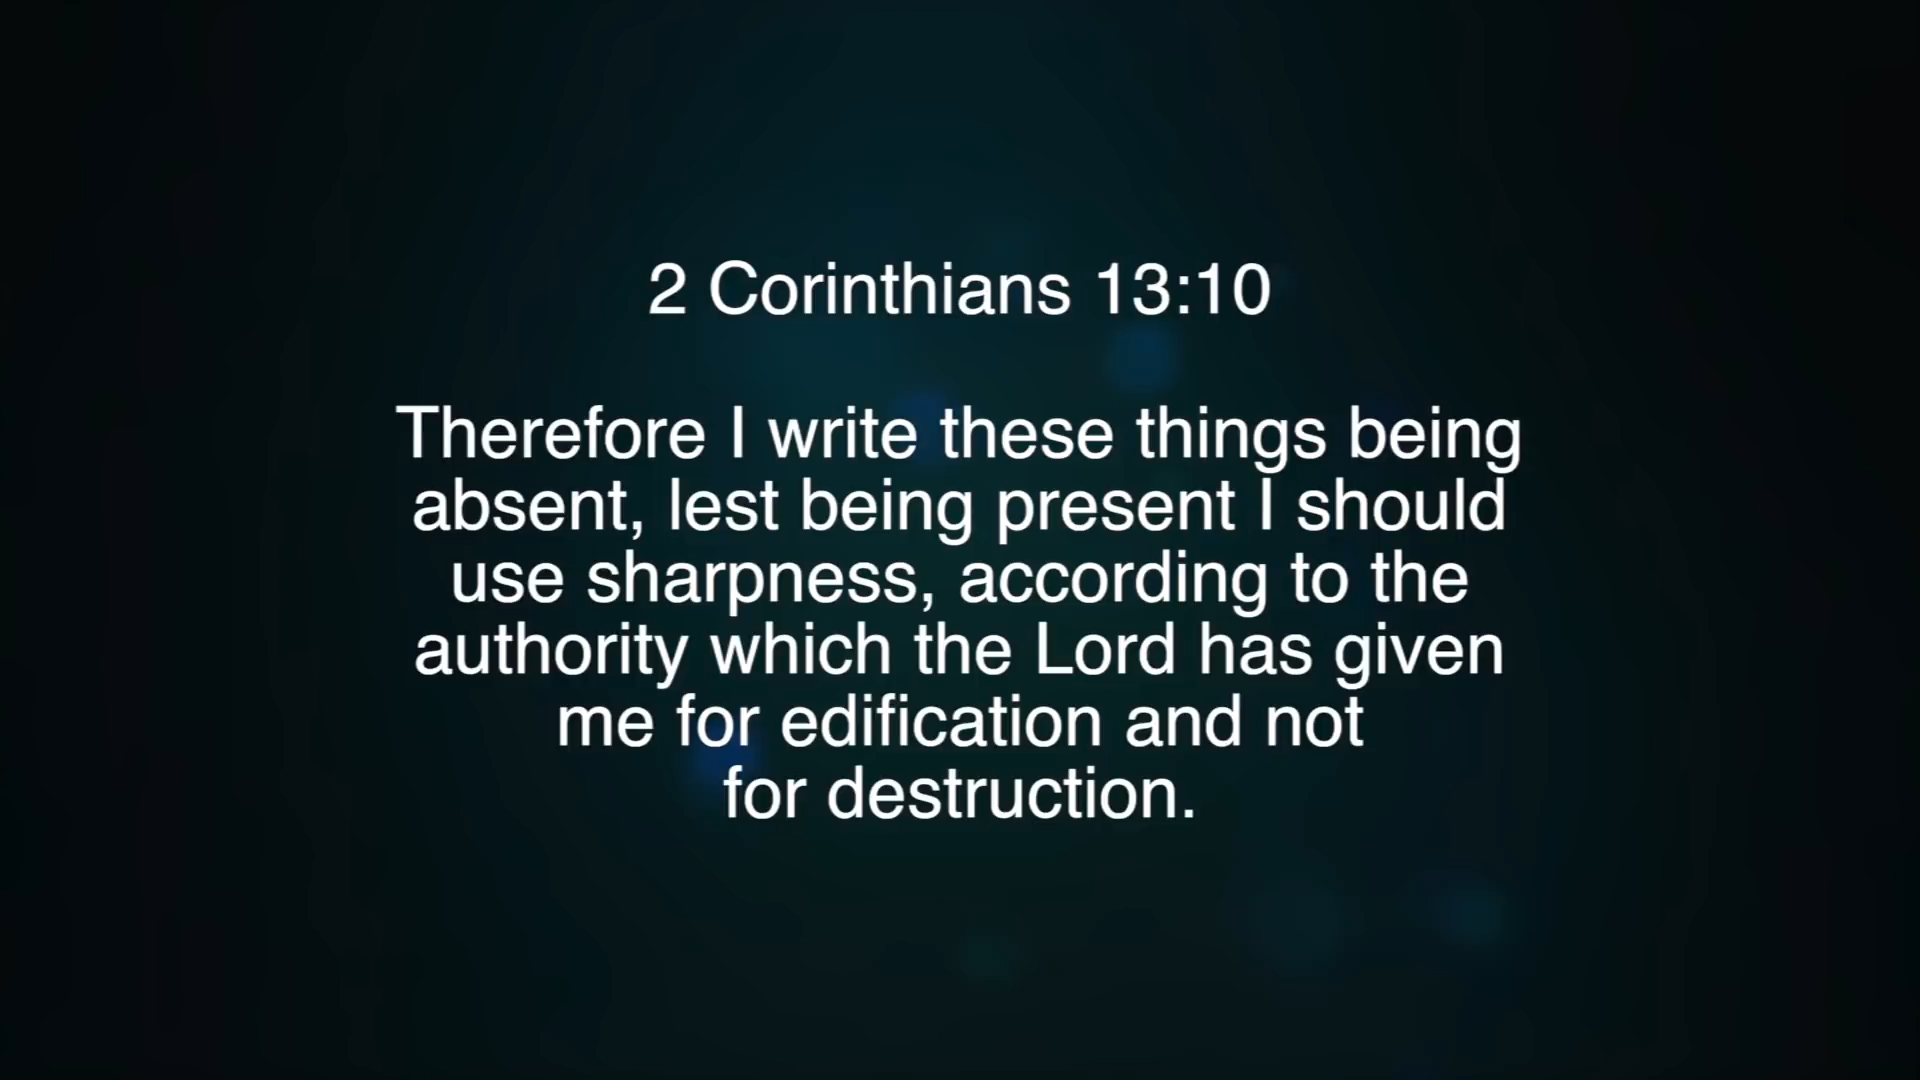 2 Corinthians 13:10
Therefore I write these things being
absent, lest being present I should
use sharpness, according to the
authority which the Lord has given
me for edification and not
for destruction.